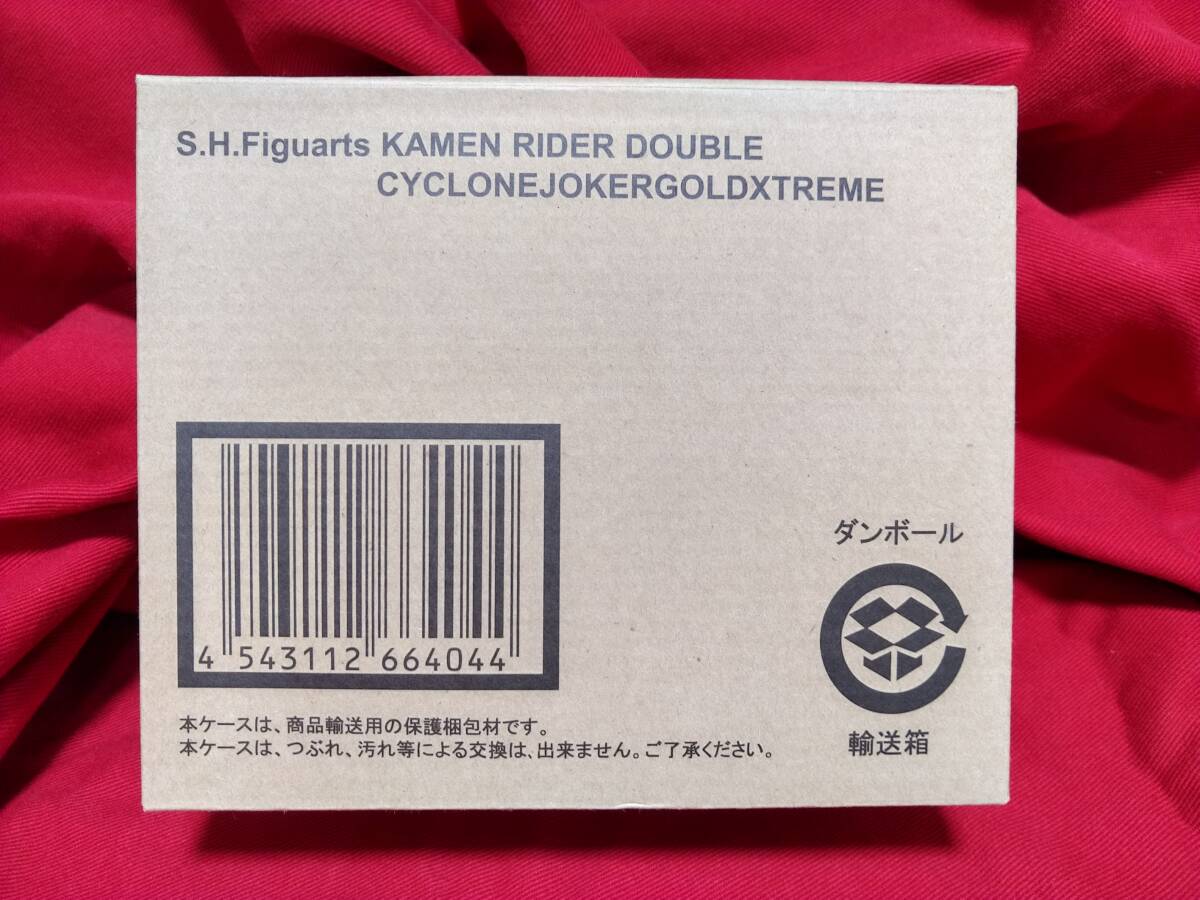 S.H.Figuarts KAMEN RIDER DOUBLE
CYCLONEJOKERGOLDXTREME
4 543112 664044
本ケースは、商品輸送用の保護梱包材です。
本ケースは、つぶれ、汚れ等による交換は、出来ません。ご了承ください。
ダンボール
輸送箱